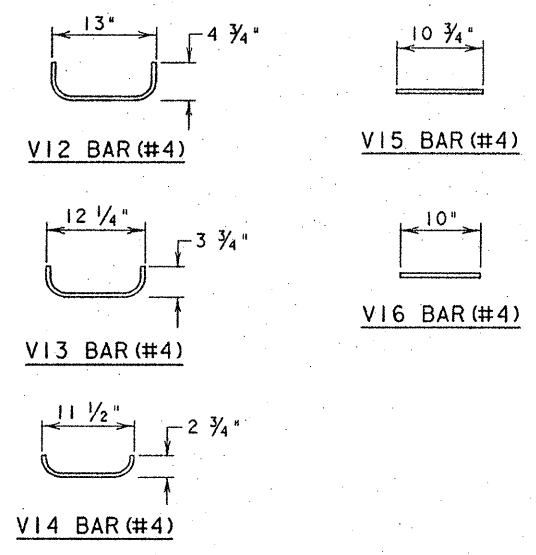 13"
4 3/4"
V12 BAR (#4)
10 3/4"
V15 BAR (#4)
12 1/4"
3 3/4"
V13 BAR (#4)
10"
V16 BAR (#4)
11 1/2"
2 3/4"
V14 BAR (#4)